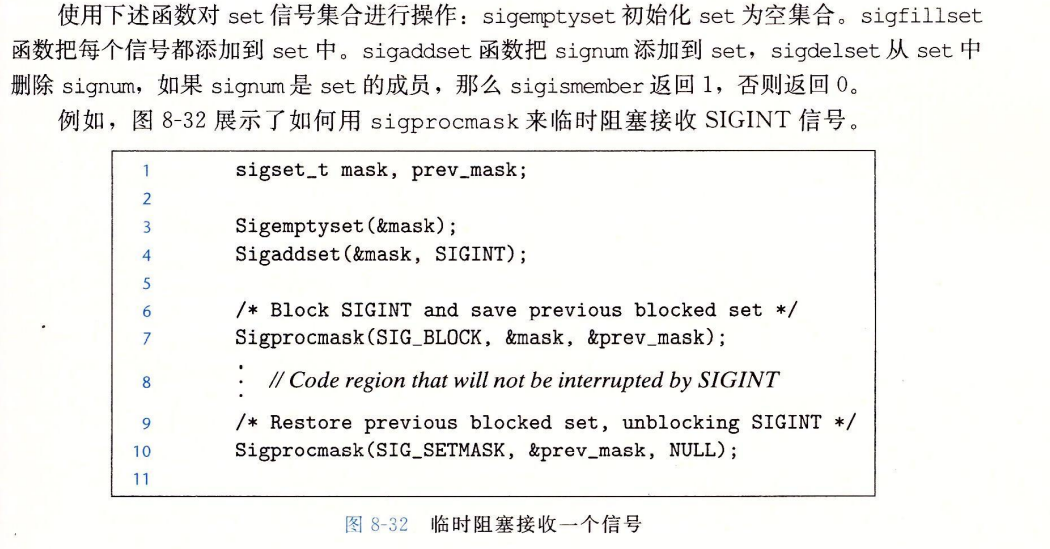 使用下述函数对 set 信号集合进行操作：sigemptyset 初始化 set 为空集合。sigfillset
函数把每个信号都添加到 set 中。sigaddset 函数把 signum 添加到 set，sigdelset 从 set 中
删除 signum，如果 signum 是 set 的成员，那么 sigismember 返回 1，否则返回 0。
例如，图 8-32 展示了如何用 sigprocmask 来临时阻塞接收 SIGINT 信号。
1 sigset_t mask, prev_mask;
2
3 Sigemptyset(&mask);
4 Sigaddset(&mask, SIGINT);
5
6 /* Block SIGINT and save previous blocked set */
7 Sigprocmask(SIG_BLOCK, &mask, &prev_mask);
8 ⋮ // Code region that will not be interrupted by SIGINT
9 /* Restore previous blocked set, unblocking SIGINT */
10 Sigprocmask(SIG_SETMASK, &prev_mask, NULL);
11
图 8-32 临时阻塞接收一个信号